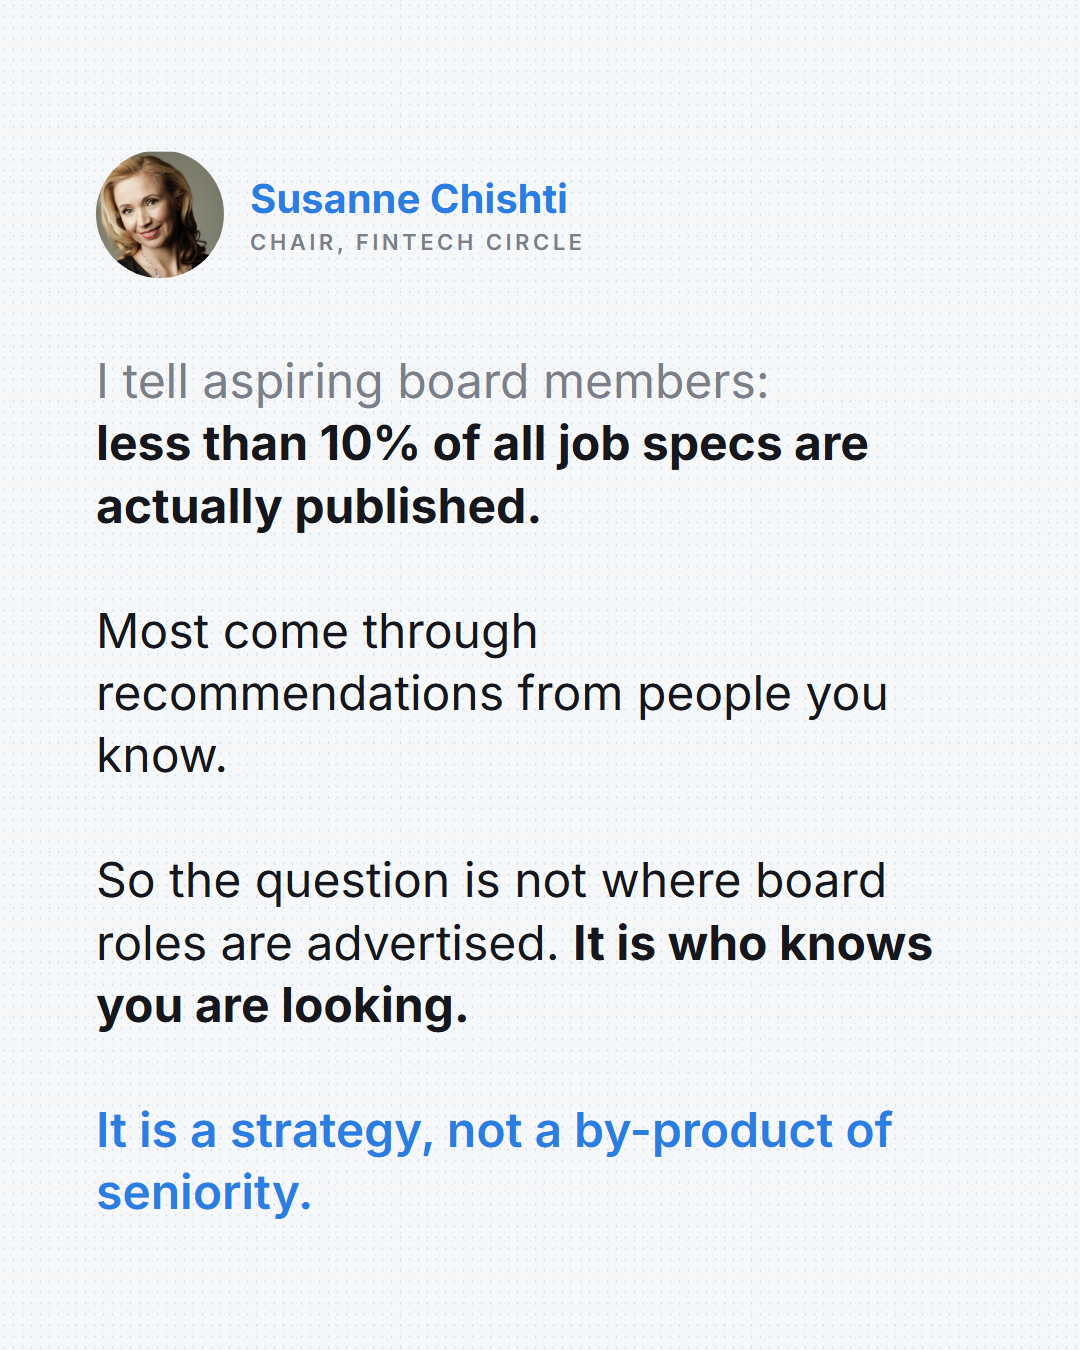 Susanne Chishti
CHAIR, FINTECH CIRCLE
I tell aspiring board members:
less than 10% of all job specs are
actually published.
Most come through
recommendations from people you
know.
So the question is not where board
roles are advertised. It is who knows
you are looking.
It is a strategy, not a by-product of
seniority.